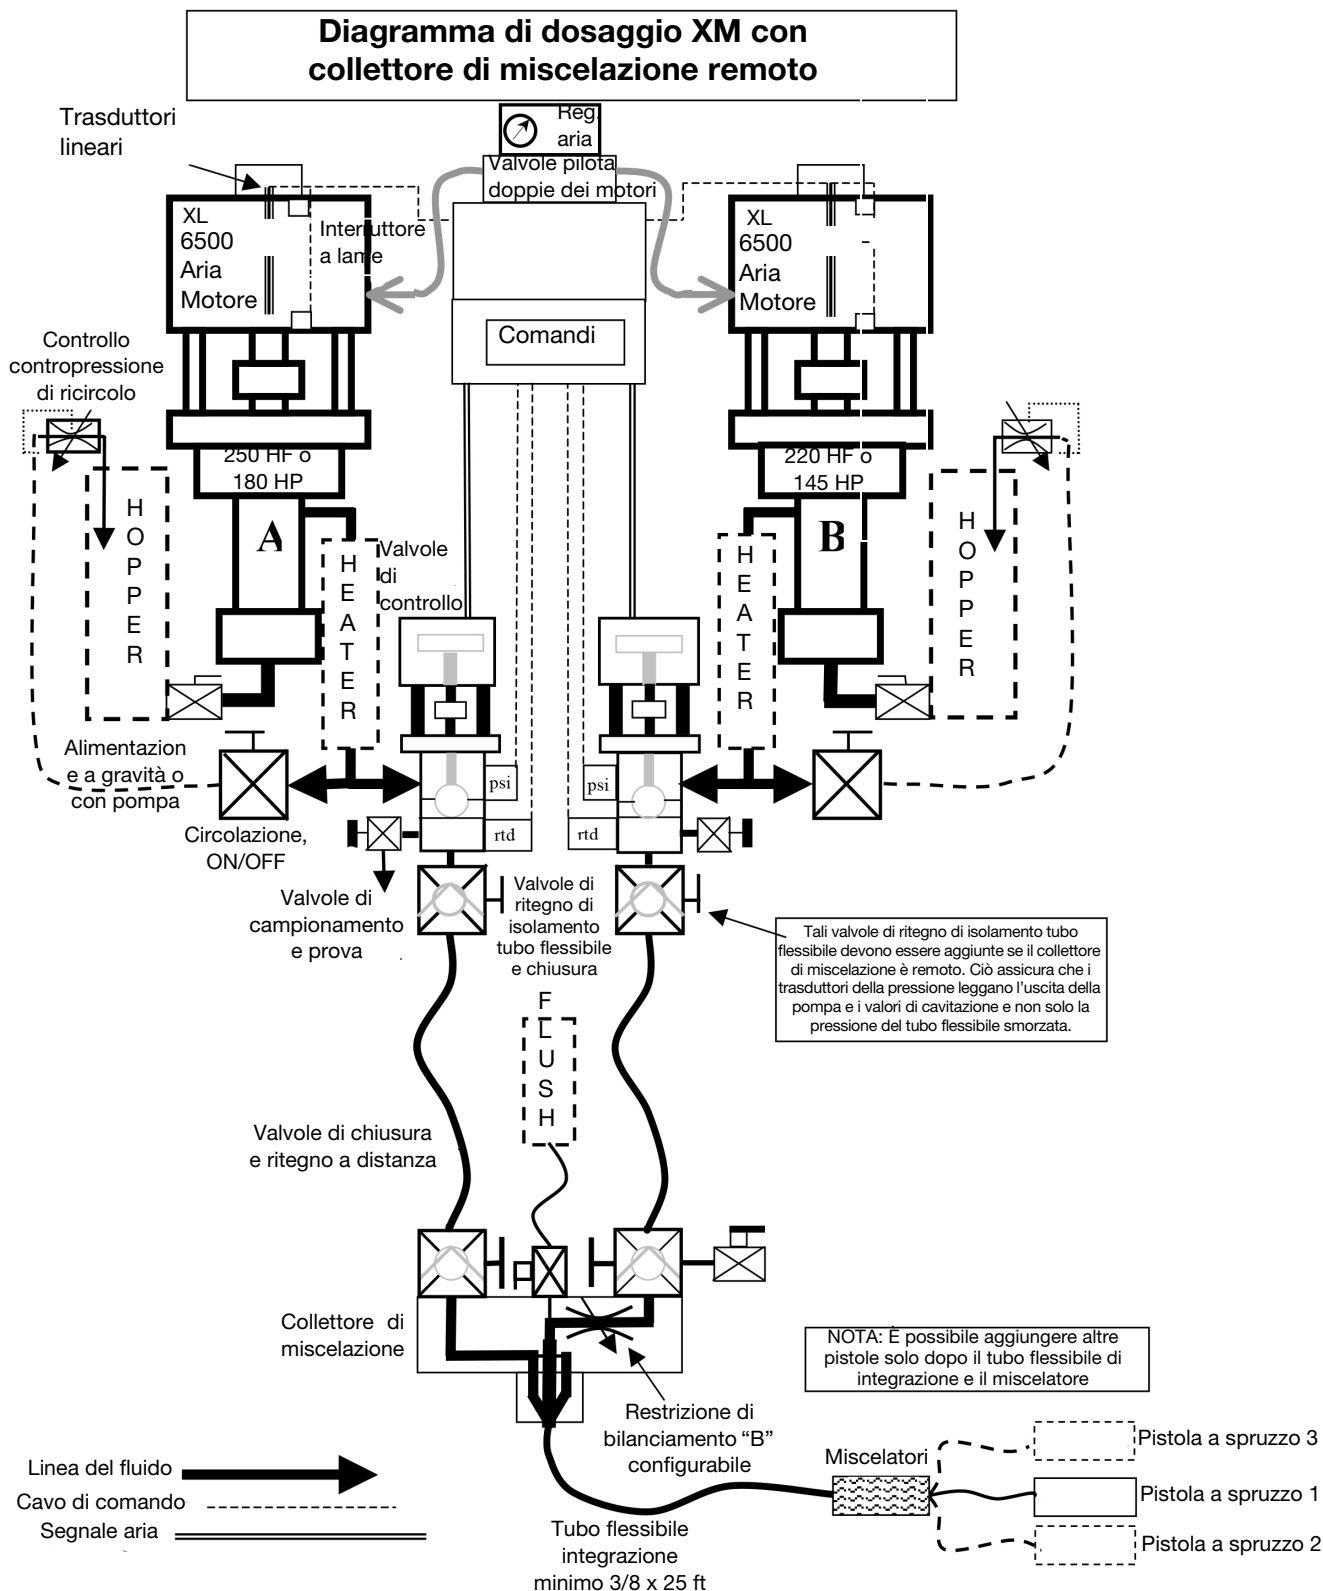 Diagramma di dosaggio XM con
collettore di miscelazione remoto
Trasduttori
lineari
Reg.
aria
Valvole pilota
doppie dei motori
XL
6500
Aria
Motore
Interruttore
a lame
XL
6500
Aria
Motore
Comandi
Controllo
contropressione
di ricircolo
250 HF o
180 HP
220 HF o
145 HP
H
O
P
P
E
R
A
H
E
A
T
E
R
Valvole
di
controllo
H
E
A
T
E
R
B
H
O
P
P
E
R
Alimentazion
e a gravità o
con pompa
psi
psi
rtd
rtd
Circolazione,
ON/OFF
Valvole di
campionamento
e prova
Valvole di
ritegno di
isolamento
tubo flessibile
e chiusura
Tali valvole di ritegno di isolamento tubo
flessibile devono essere aggiunte se il collettore
di miscelazione è remoto. Ciò assicura che i
trasduttori della pressione leggano l'uscita della
pompa e i valori di cavitazione e non solo la
pressione del tubo flessibile smorzata.
F
L
U
S
H
Valvole di chiusura
e ritegno a distanza
Collettore di
miscelazione
NOTA: È possibile aggiungere altre
pistole solo dopo il tubo flessibile di
integrazione e il miscelatore
Restrizione di
bilanciamento “B”
configurabile
Miscelatori
Pistola a spruzzo 3
Pistola a spruzzo 1
Pistola a spruzzo 2
Linea del fluido
Cavo di comando
Segnale aria
Tubo flessibile
integrazione
minimo 3/8 x 25 ft